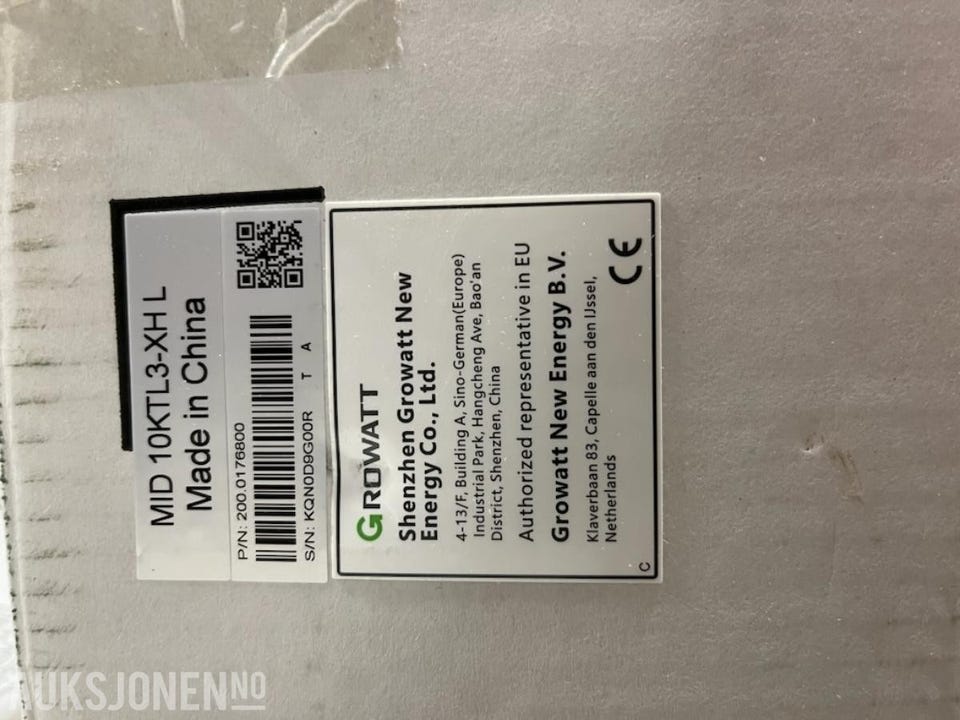 MID 10KTL3-XH L
Made in China
P/N: 200.0176800
S/N: KQN0D9G00R T A
GROWATT
Shenzhen Growatt New
Energy Co., Ltd.
4-13/F, Building A, Sino-German(Europe)
Industrial Park, Hangcheng Ave, Bao'an
District, Shenzhen, China
Authorized representative in EU
Growatt New Energy B.V.
Klaverbaan 83, Capelle aan den IJssel,
Netherlands
CE
C
AUKSJONEN.NO